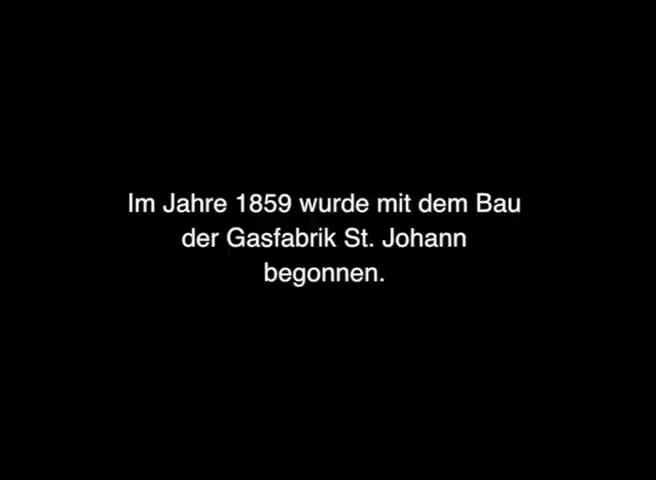 Im Jahre 1859 wurde mit dem Bau
der Gasfabrik St. Johann
begonnen.